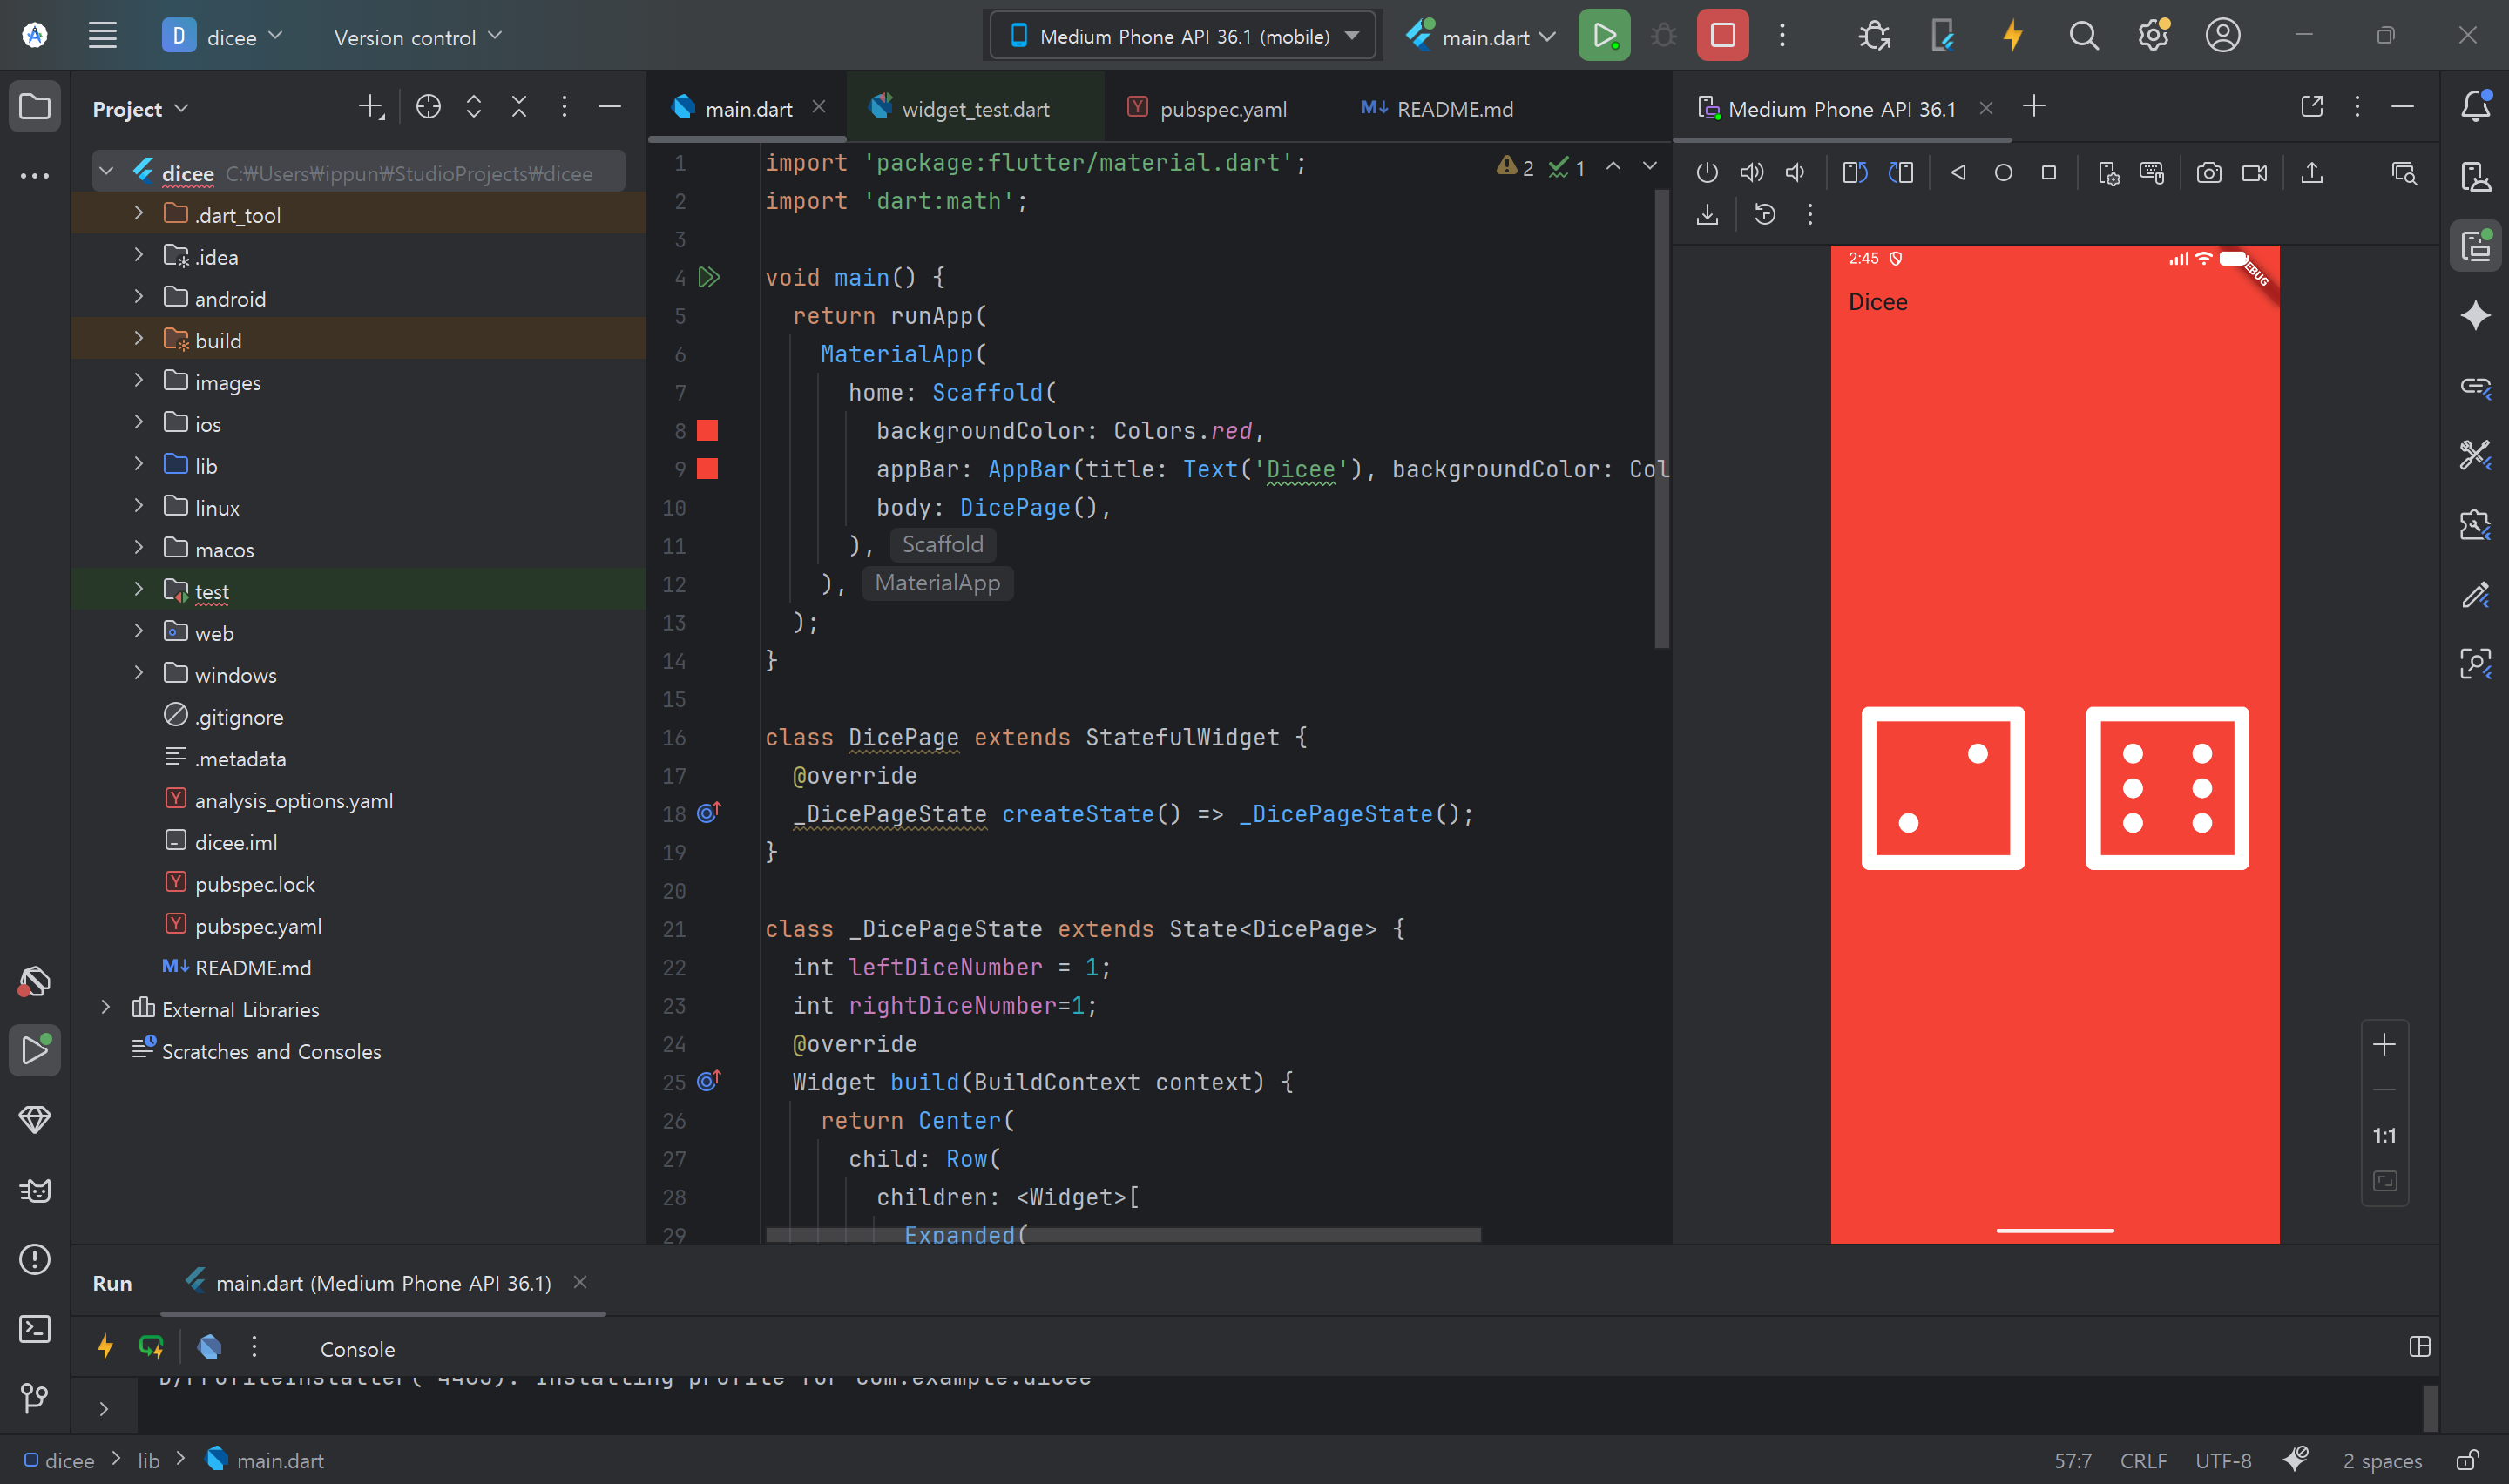 D dicee Version control Medium Phone API 36.1 (mobile) main.dart
Project
main.dart widget_test.dart pubspec.yaml M↓ README.md
Medium Phone API 36.1
dicee C:₩Users₩ippun₩StudioProjects₩dicee
.dart_tool
.idea
android
build
images
ios
lib
linux
macos
test
web
windows
.gitignore
.metadata
Y analysis_options.yaml
dicee.iml
Y pubspec.lock
Y pubspec.yaml
M↓ README.md
External Libraries
Scratches and Consoles
2 1
1 import 'package:flutter/material.dart';
2 import 'dart:math';
3
4 void main() {
5 return runApp(
6 MaterialApp(
7 home: Scaffold(
8 backgroundColor: Colors.red,
9 appBar: AppBar(title: Text('Dicee'), backgroundColor: Col
10 body: DicePage(),
11 ), Scaffold
12 ), MaterialApp
13 );
14 }
15
16 class DicePage extends StatefulWidget {
17 @override
18 _DicePageState createState() => _DicePageState();
19 }
20
21 class _DicePageState extends State<DicePage> {
22 int leftDiceNumber = 1;
23 int rightDiceNumber=1;
24 @override
25 Widget build(BuildContext context) {
26 return Center(
27 child: Row(
28 children: <Widget>[
29 Expanded(
2:45
Dicee
1:1
Run main.dart (Medium Phone API 36.1)
Console
D/ProfileInstaller( 4465): Installing profile for com.example.dicee
dicee > lib > main.dart
57:7 CRLF UTF-8 2 spaces